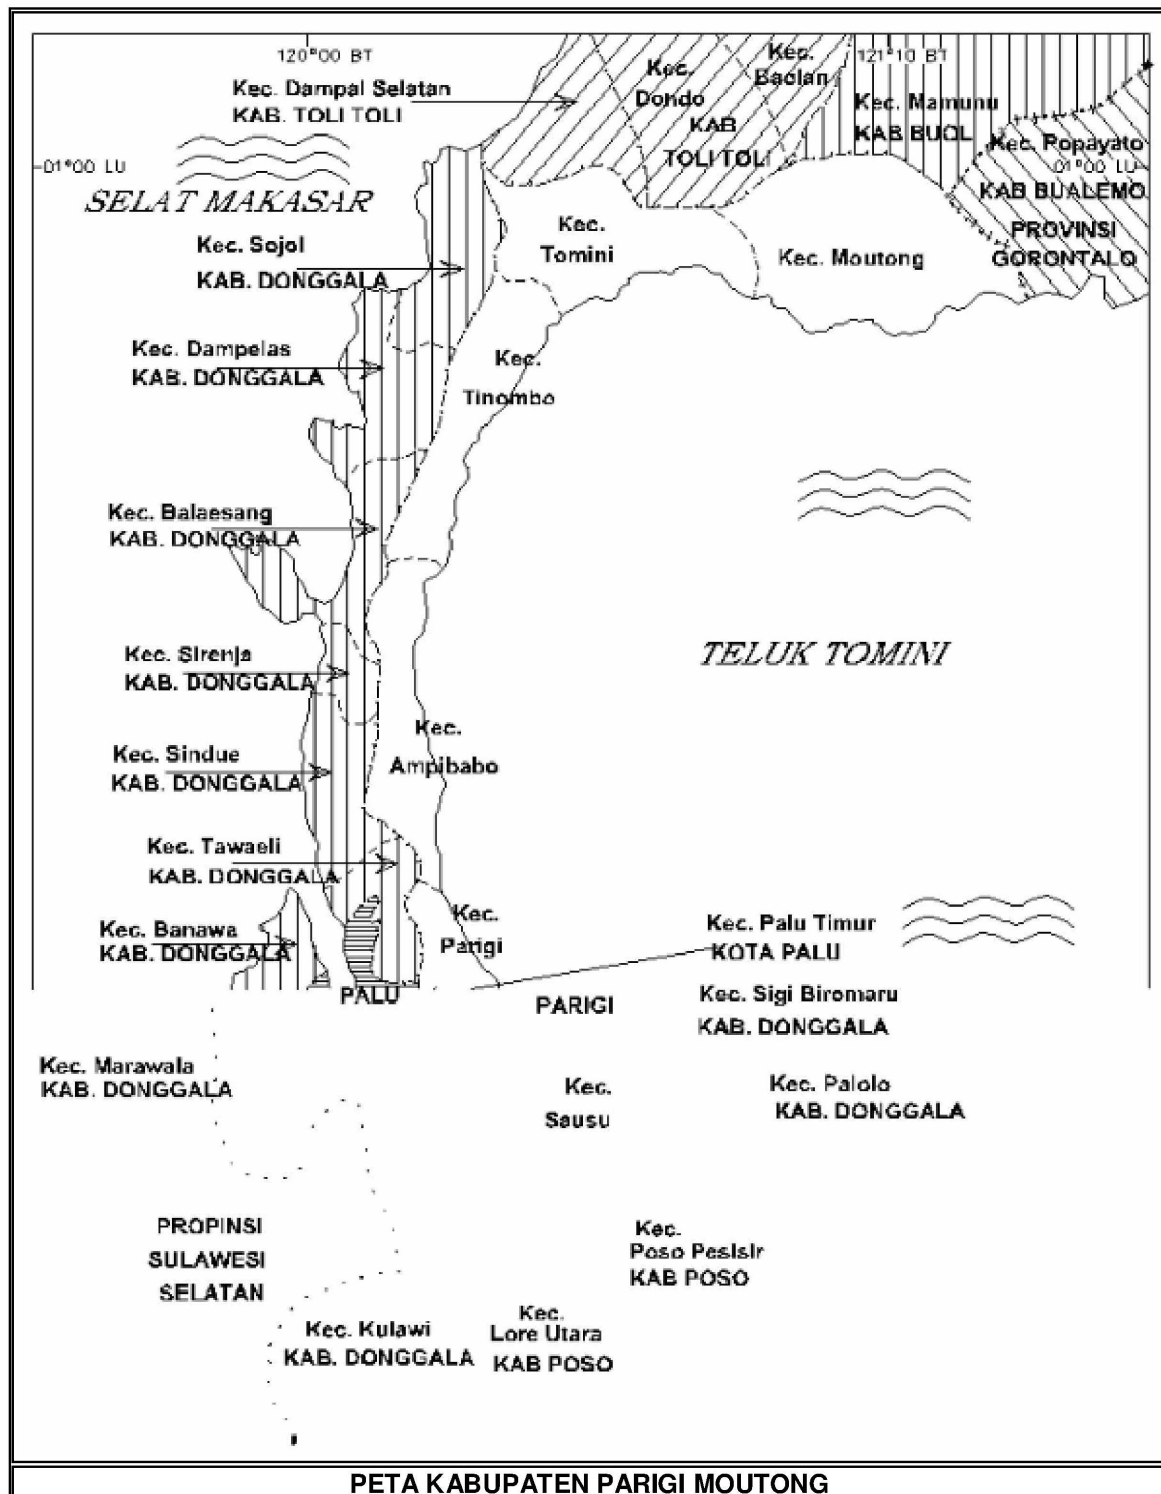 120°00 BT
121°10 BT
Kec. Dampal Selatan
KAB. TOLI TOLI
Kec.
Dondo
KAB
TOLI TOLI
Kec.
Baolan
Kec. Mamunu
KAB BUOL
Kec. Popayato
01°00 LU
KAB BUALEMO
PROVINSI
GORONTALO
01°00 LU
SELAT MAKASAR
Kec. Sojol
KAB. DONGGALA
Kec.
Tomini
Kec. Moutong
Kec. Dampelas
KAB. DONGGALA
Kec.
Tinombo
Kec. Balaesang
KAB. DONGGALA
TELUK TOMINI
Kec. Sirenja
KAB. DONGGALA
Kec.
Ampibabo
Kec. Sindue
KAB. DONGGALA
Kec. Tawaeli
KAB. DONGGALA
Kec.
Parigi
Kec. Banawa
KAB. DONGGALA
Kec. Palu Timur
KOTA PALU
PALU
PARIGI
Kec. Sigi Biromaru
KAB. DONGGALA
Kec. Marawala
KAB. DONGGALA
Kec.
Sausu
Kec. Palolo
KAB. DONGGALA
PROPINSI
SULAWESI
SELATAN
Kec.
Poso Pesisir
KAB POSO
Kec. Kulawi
KAB. DONGGALA
Kec.
Lore Utara
KAB POSO
PETA KABUPATEN PARIGI MOUTONG